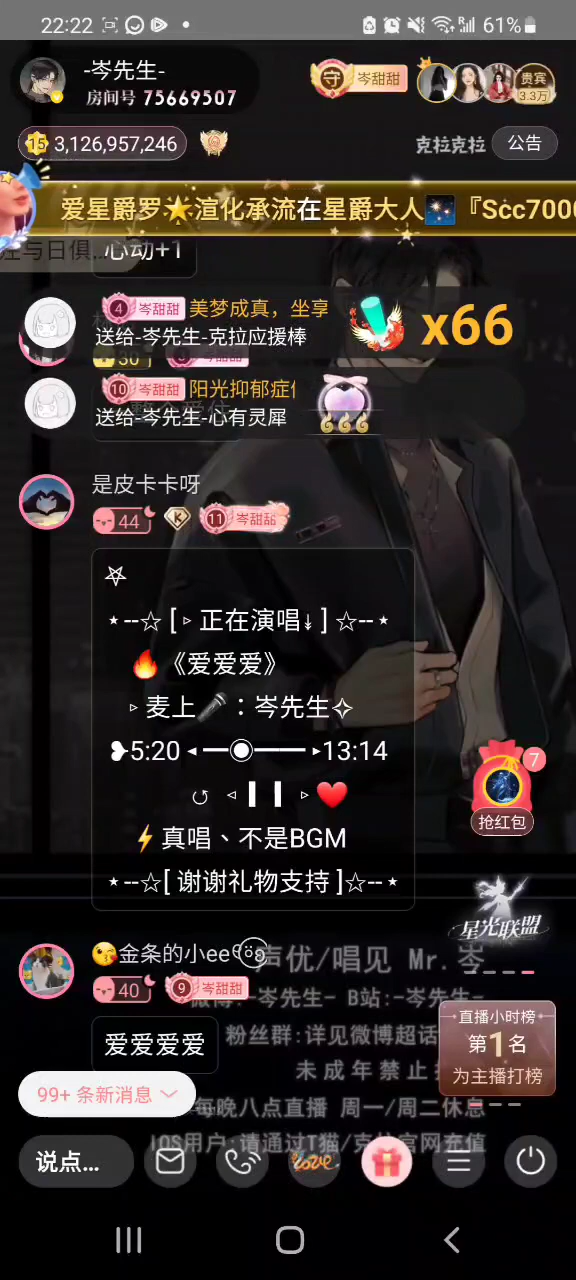 22:22
61%
-岑先生-
房间号 75669507
守 岑甜甜
贵宾
3.3万
15 3,126,957,246
克拉克拉
公告
爱星爵罗🌟渲化承流在星爵大人🌠『Scc700
心动+1
4 岑甜甜 美梦成真，坐享
送给-岑先生-克拉应援棒
x66
10 岑甜甜 阳光抑郁症
送给-岑先生-心有灵犀
是皮卡卡呀
44 K 11 岑甜甜
⛧
⋆--☆ [ ▹ 正在演唱↓ ] ☆--⋆
🔥《爱爱爱》
▹ 麦上🎤：岑先生✧
❥5:20 ◂ ━━◉━━━ ▸13:14
↺ ◃ ❙ ❙ ▹ ❤️
⚡真唱、不是BGM
⋆--☆[ 谢谢礼物支持 ]☆--⋆
7
抢红包
星光联盟
😘金条的小ee
40 9 岑甜甜
爱爱爱爱
声优/唱见 Mr.岑
微博:-岑先生- B站:-岑先生-
粉丝群:详见微博超话
未成年禁止
每晚八点直播 周一/周二休息
IOS用户:请通过T猫/克拉官网充值
直播小时榜
第1名
为主播打榜
99+ 条新消息
说点...
love